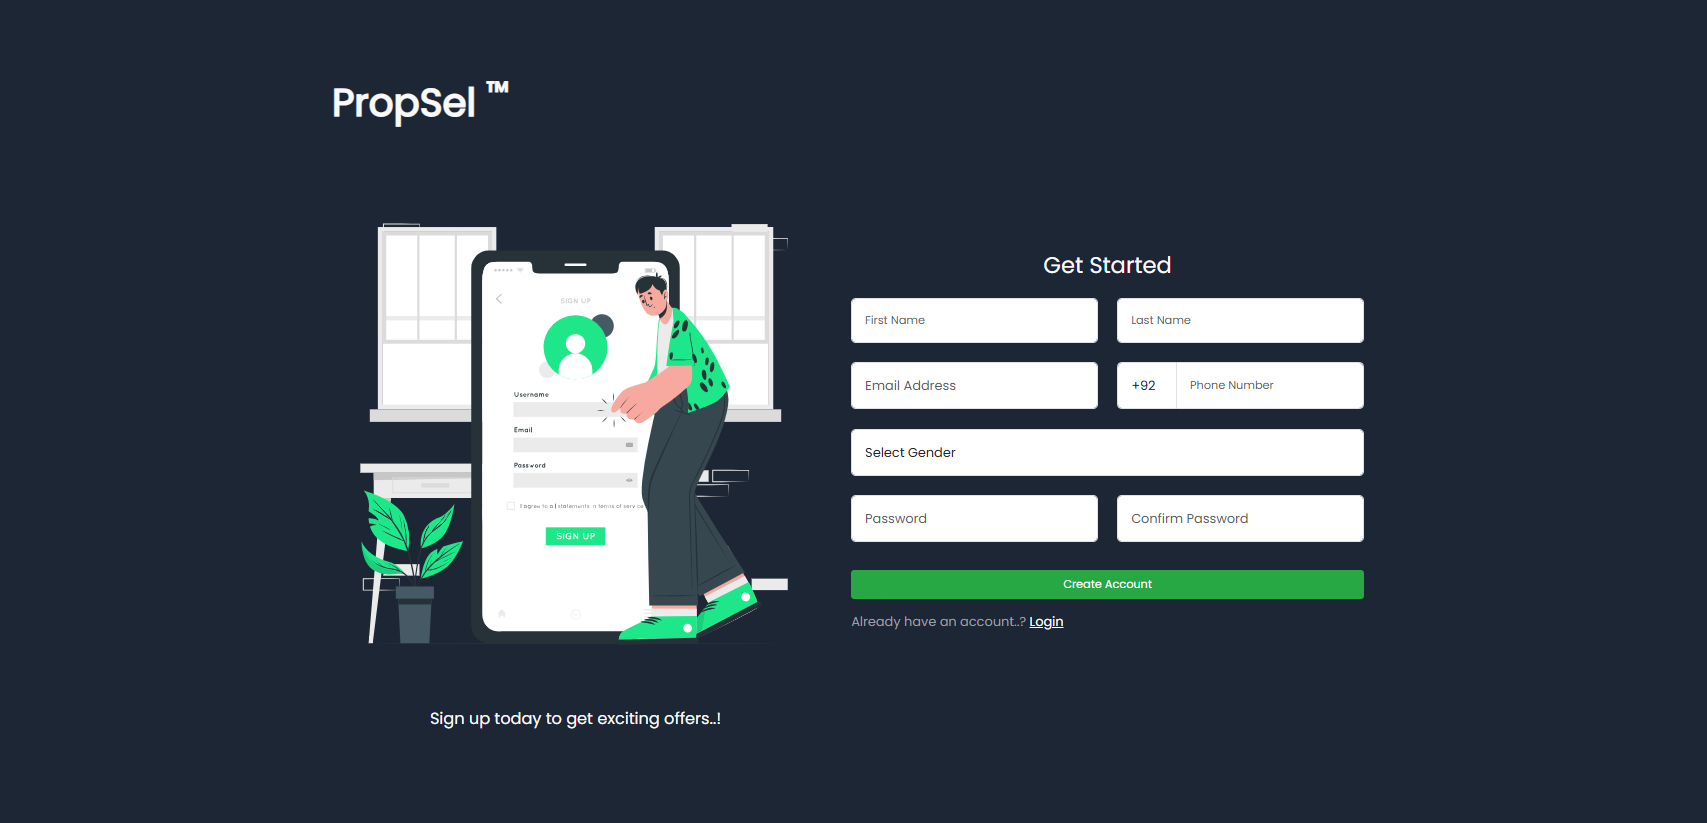 PropSel ™
SIGN UP
Username
Email
Password
I agree to all statements in terms of service
SIGN UP
Sign up today to get exciting offers..!
Get Started
First Name
Last Name
Email Address
+92
Phone Number
Select Gender
Password
Confirm Password
Create Account
Already have an account..? Login